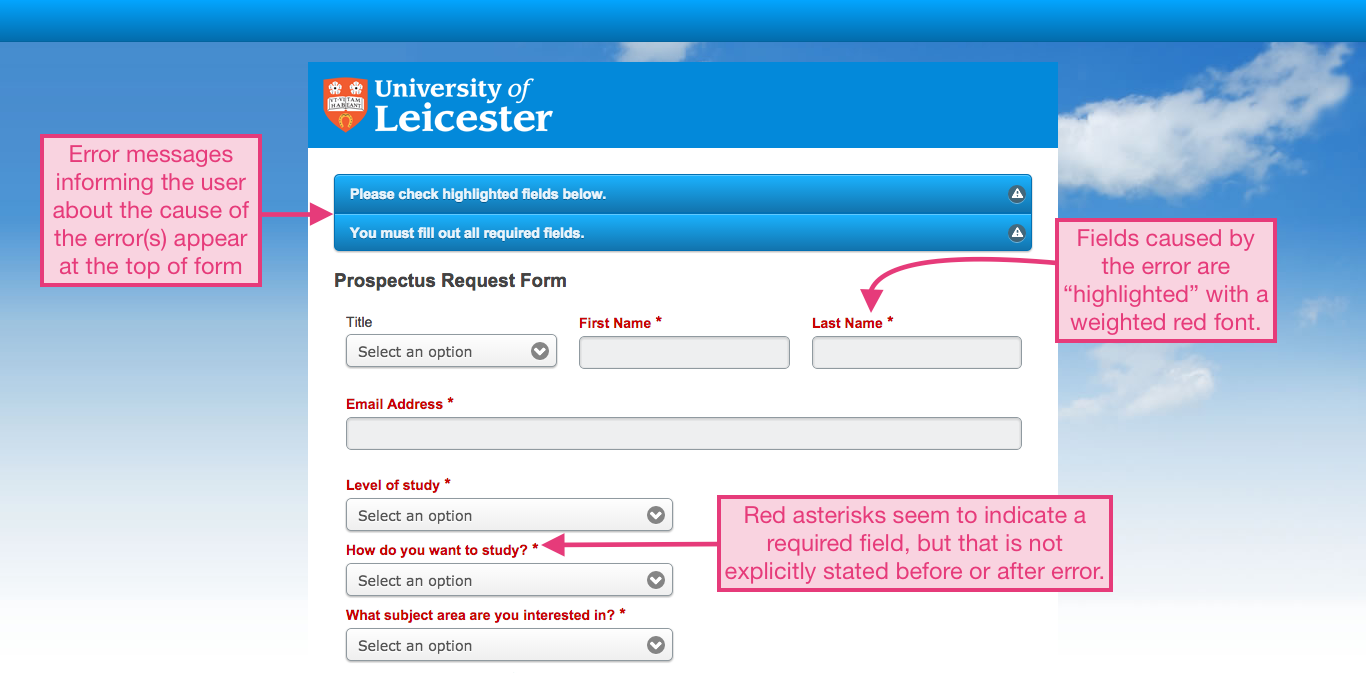 University of
Leicester
Error messages
informing the user
about the cause of
the error(s) appear
at the top of form
Please check highlighted fields below.
You must fill out all required fields.
Fields caused by
the error are
“highlighted” with a
weighted red font.
Prospectus Request Form
Title
First Name *
Last Name *
Select an option
Email Address *
Level of study *
Select an option
Red asterisks seem to indicate a
required field, but that is not
explicitly stated before or after error.
How do you want to study? *
Select an option
What subject area are you interested in? *
Select an option